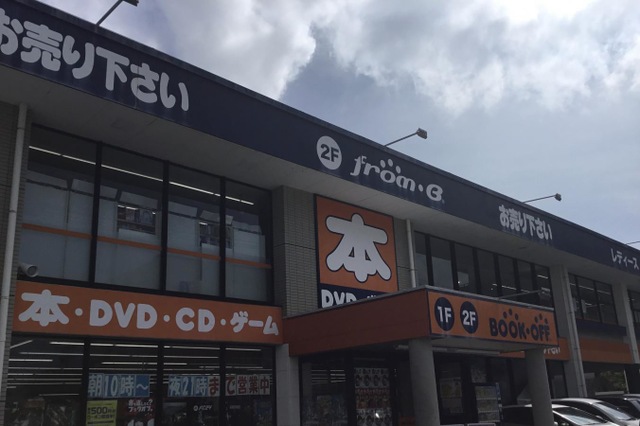 お売り下さい
2F from・B
お売り下さい
レディース
本
DVD
本・DVD・CD・ゲーム
1F 2F BOOK・OFF
朝10時〜夜21時まで営業中